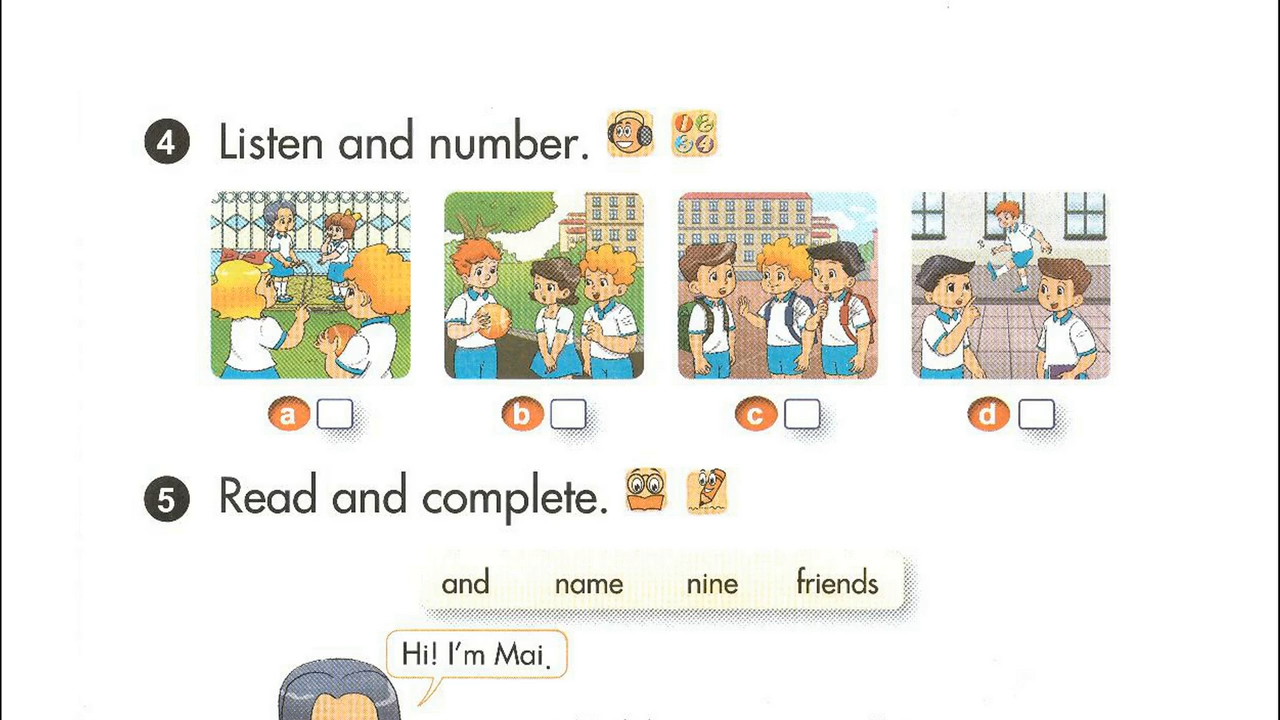 4 Listen and number.
a b c d
5 Read and complete.
and name nine friends
Hi! I'm Mai.